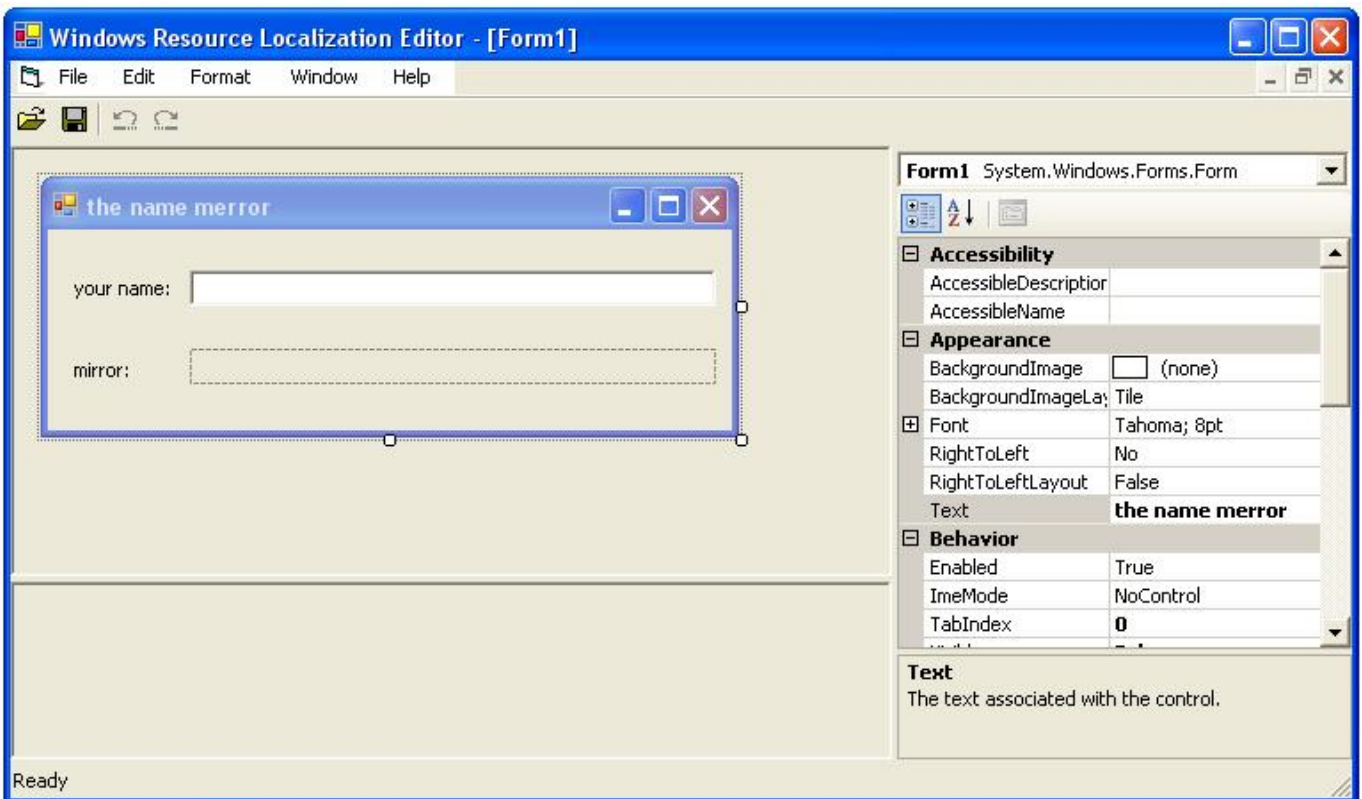 Windows Resource Localization Editor - [Form1]
File Edit Format Window Help
the name merror
your name:
mirror:
Form1 System.Windows.Forms.Form
A
Z
Accessibility
AccessibleDescription
AccessibleName
Appearance
BackgroundImage (none)
BackgroundImageLay Tile
Font Tahoma; 8pt
RightToLeft No
RightToLeftLayout False
Text the name merror
Behavior
Enabled True
ImeMode NoControl
TabIndex 0
Text
The text associated with the control.
Ready